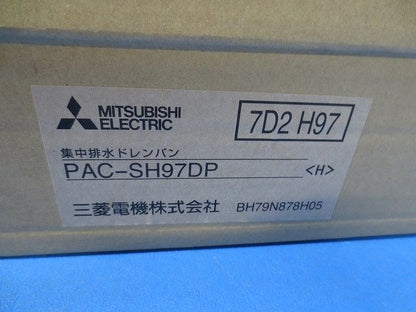 MITSUBISHI
ELECTRIC
7D2 H97
集中排水ドレンパン
PAC-SH97DP <H>
三菱電機株式会社 BH79N878H05